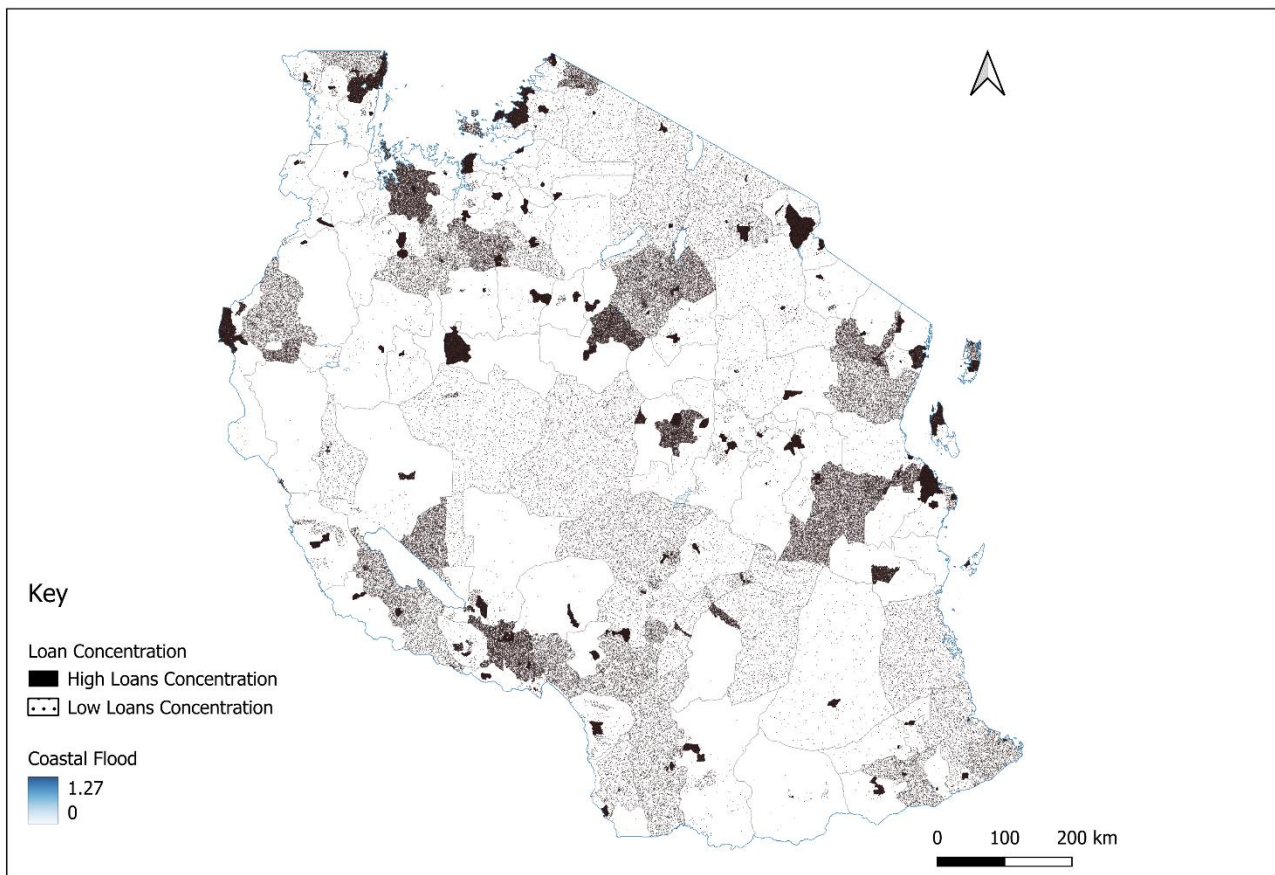 Key
Loan Concentration
High Loans Concentration
Low Loans Concentration
Coastal Flood
1.27
0
0 100 200 km